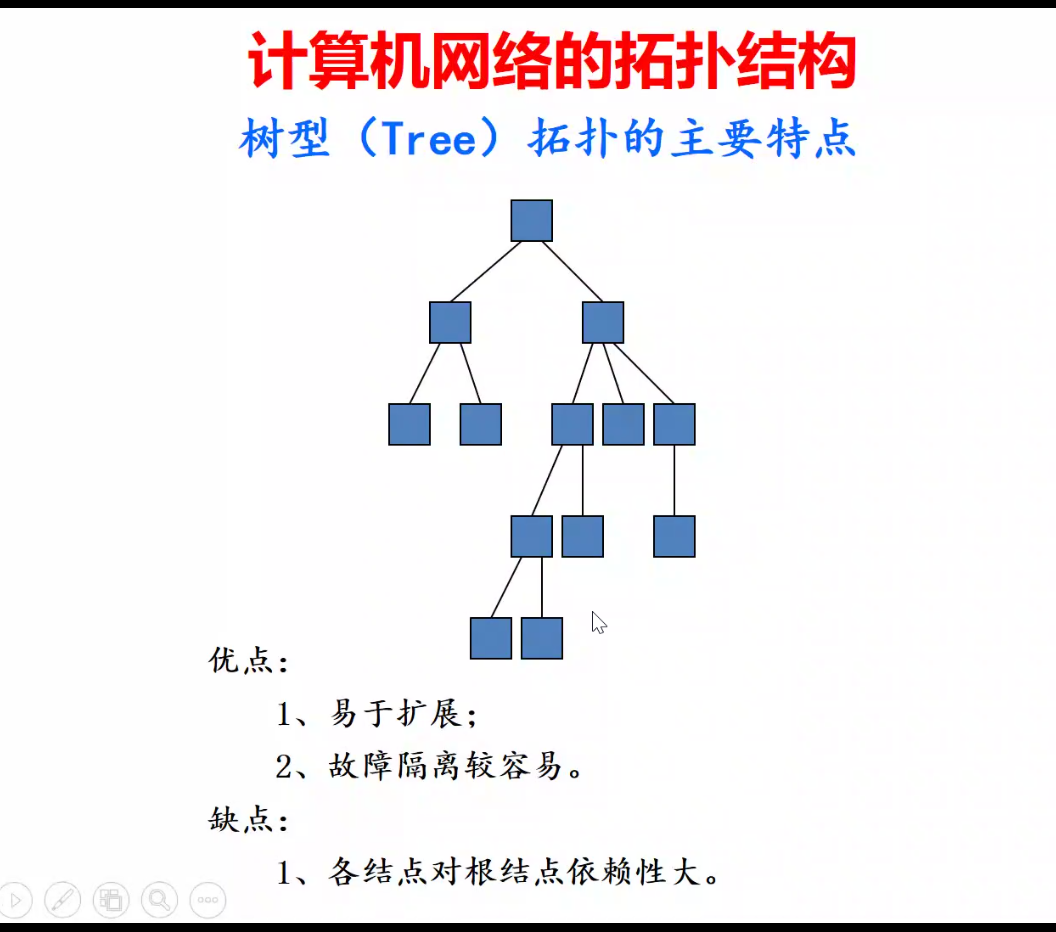 计算机网络的拓扑结构
树型（Tree）拓扑的主要特点
优点：
1、易于扩展；
2、故障隔离较容易。
缺点：
1、各结点对根结点依赖性大。